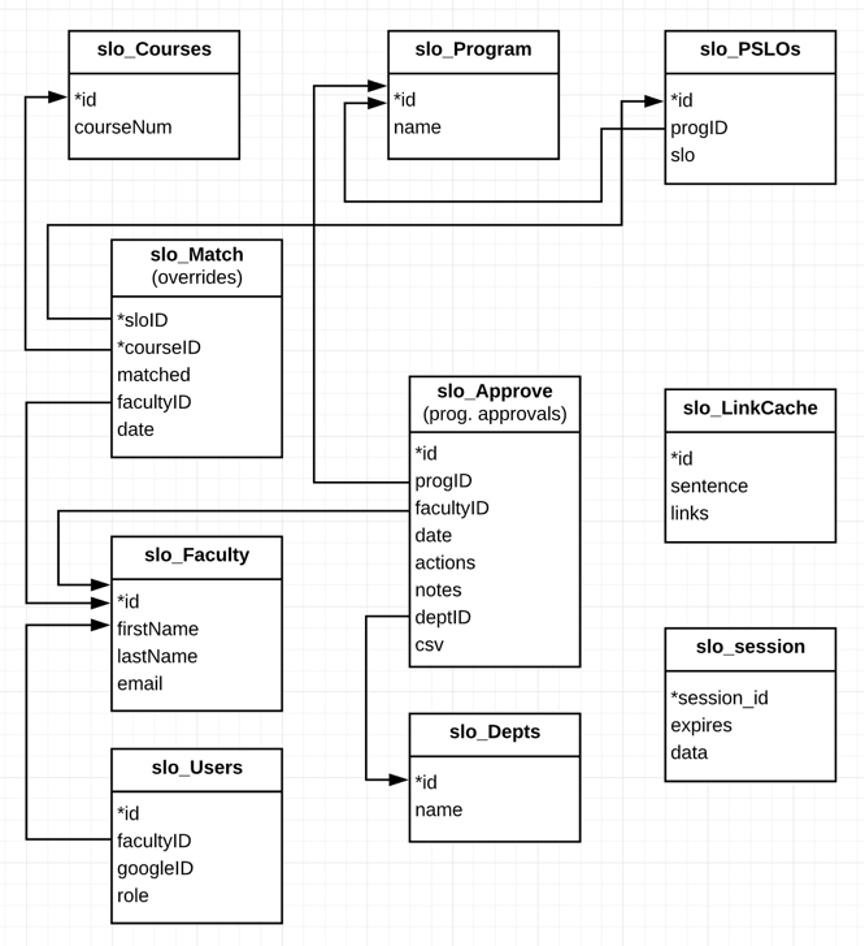 slo_Courses
*id
courseNum
slo_Program
*id
name
slo_PSLOs
*id
progID
slo
slo_Match
(overrides)
*sloID
*courseID
matched
facultyID
date
slo_Approve
(prog. approvals)
*id
progID
facultyID
date
actions
notes
deptID
csv
slo_LinkCache
*id
sentence
links
slo_Faculty
*id
firstName
lastName
email
slo_session
*session_id
expires
data
slo_Depts
*id
name
slo_Users
*id
facultyID
googleID
role